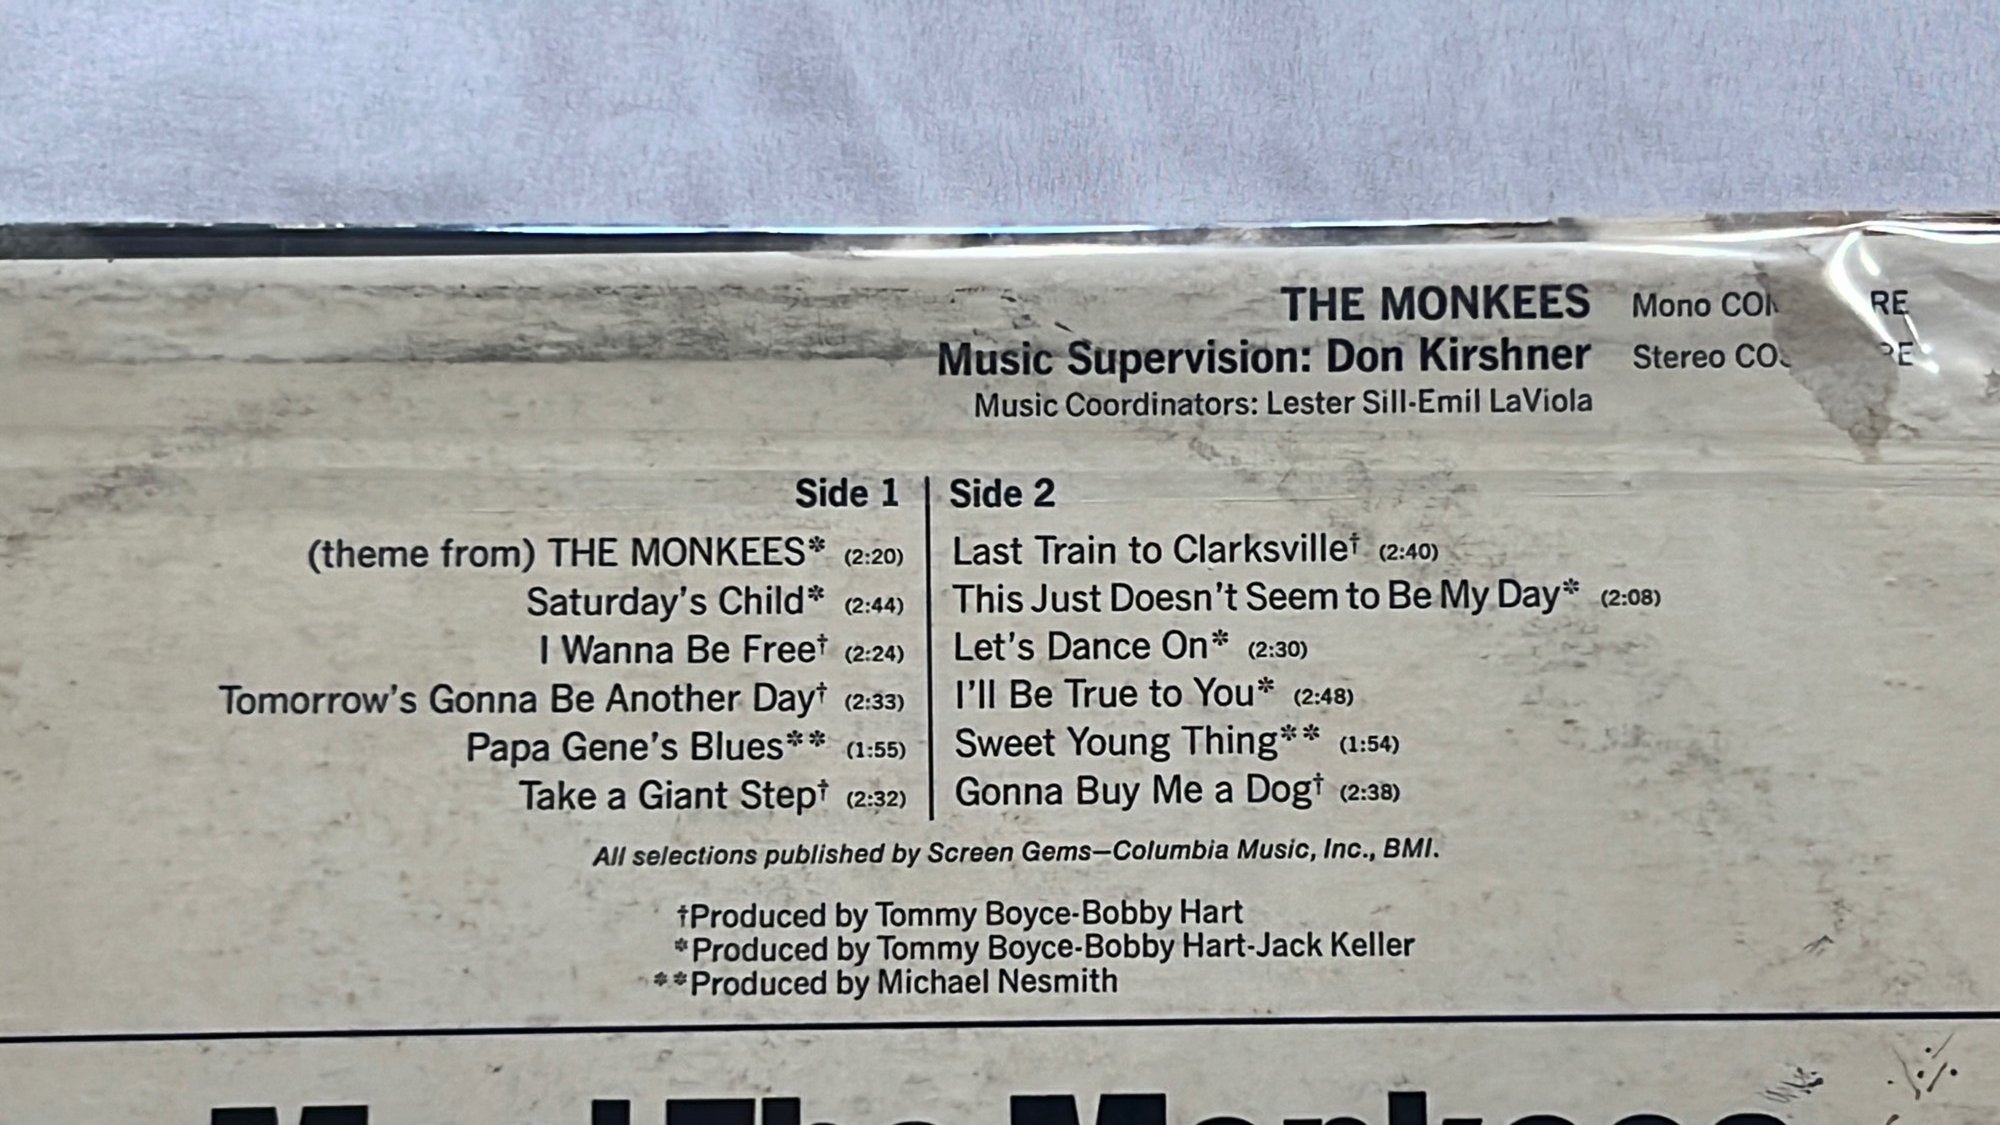 THE MONKEES Mono
Music Supervision: Don Kirshner Stereo
Music Coordinators: Lester Sill-Emil LaViola
Side 1
(theme from) THE MONKEES* (2:20)
Saturday's Child* (2:44)
I Wanna Be Free† (2:24)
Tomorrow's Gonna Be Another Day† (2:33)
Papa Gene's Blues** (1:55)
Take a Giant Step† (2:32)
Side 2
Last Train to Clarksville† (2:40)
This Just Doesn't Seem to Be My Day* (2:08)
Let's Dance On* (2:30)
I'll Be True to You* (2:48)
Sweet Young Thing** (1:54)
Gonna Buy Me a Dog† (2:38)
All selections published by Screen Gems–Columbia Music, Inc., BMI.
†Produced by Tommy Boyce-Bobby Hart
*Produced by Tommy Boyce-Bobby Hart-Jack Keller
**Produced by Michael Nesmith
The Monkees